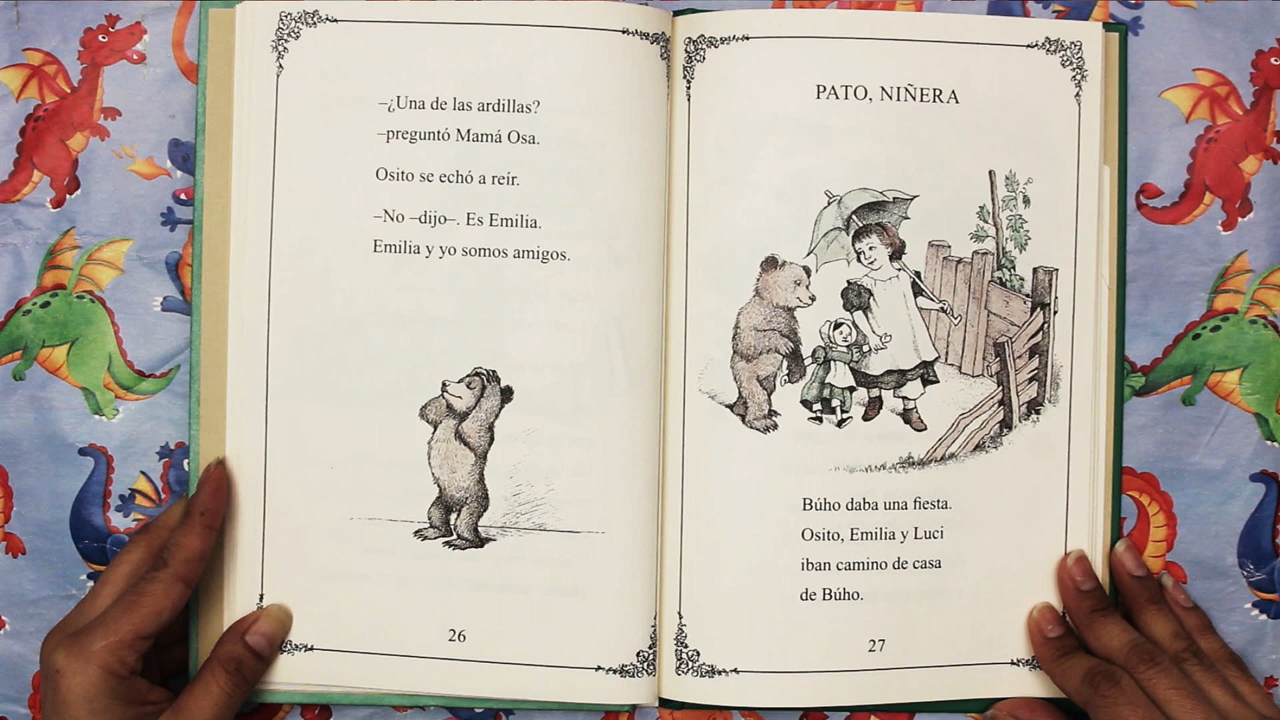 –¿Una de las ardillas?
–preguntó Mamá Osa.
Osito se echó a reír.
–No –dijo–. Es Emilia.
Emilia y yo somos amigos.
26
PATO, NIÑERA
Búho daba una fiesta.
Osito, Emilia y Luci
iban camino de casa
de Búho.
27